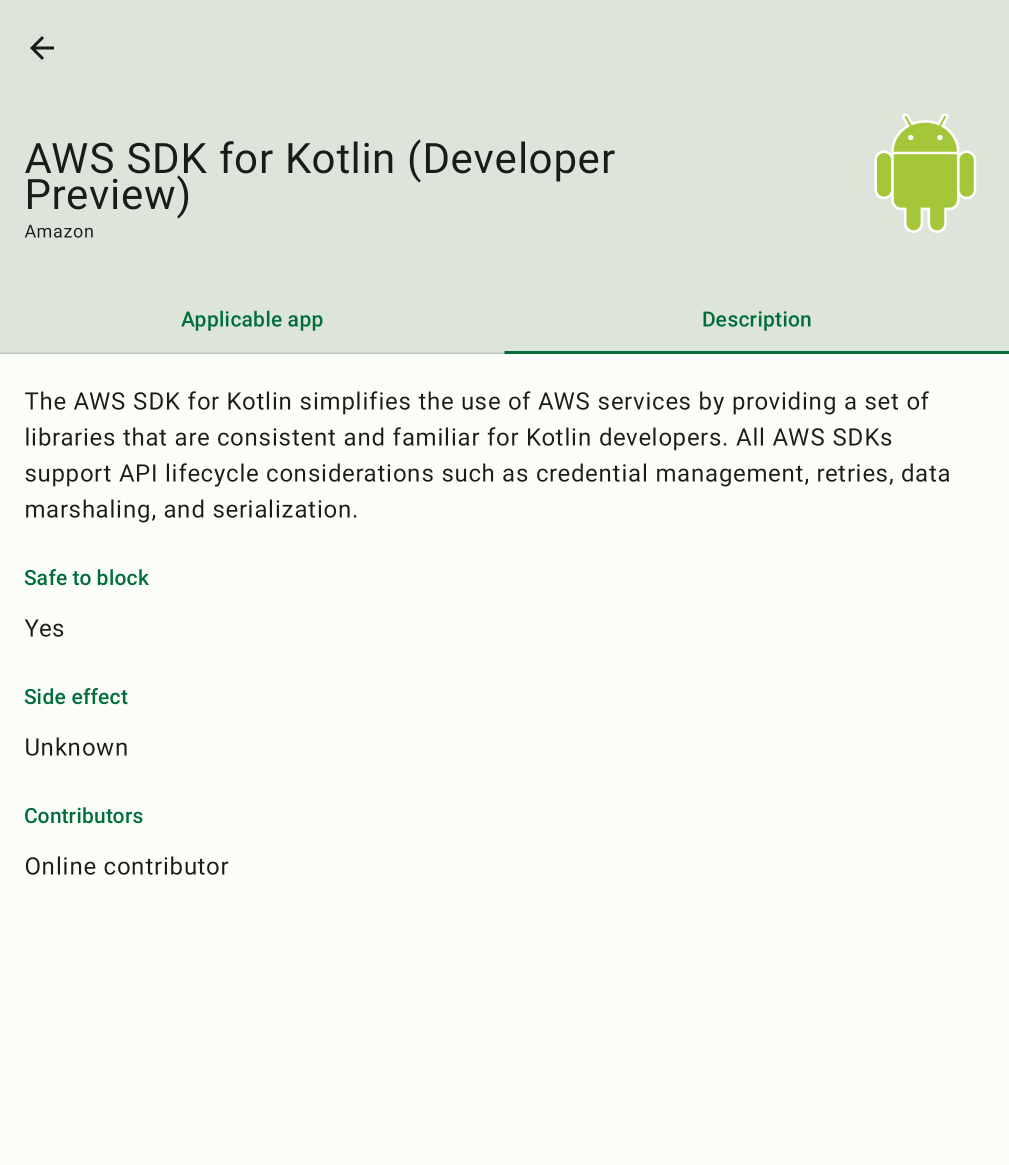 AWS SDK for Kotlin (Developer
Preview)
Amazon
Applicable app
Description
The AWS SDK for Kotlin simplifies the use of AWS services by providing a set of
libraries that are consistent and familiar for Kotlin developers. All AWS SDKs
support API lifecycle considerations such as credential management, retries, data
marshaling, and serialization.
Safe to block
Yes
Side effect
Unknown
Contributors
Online contributor